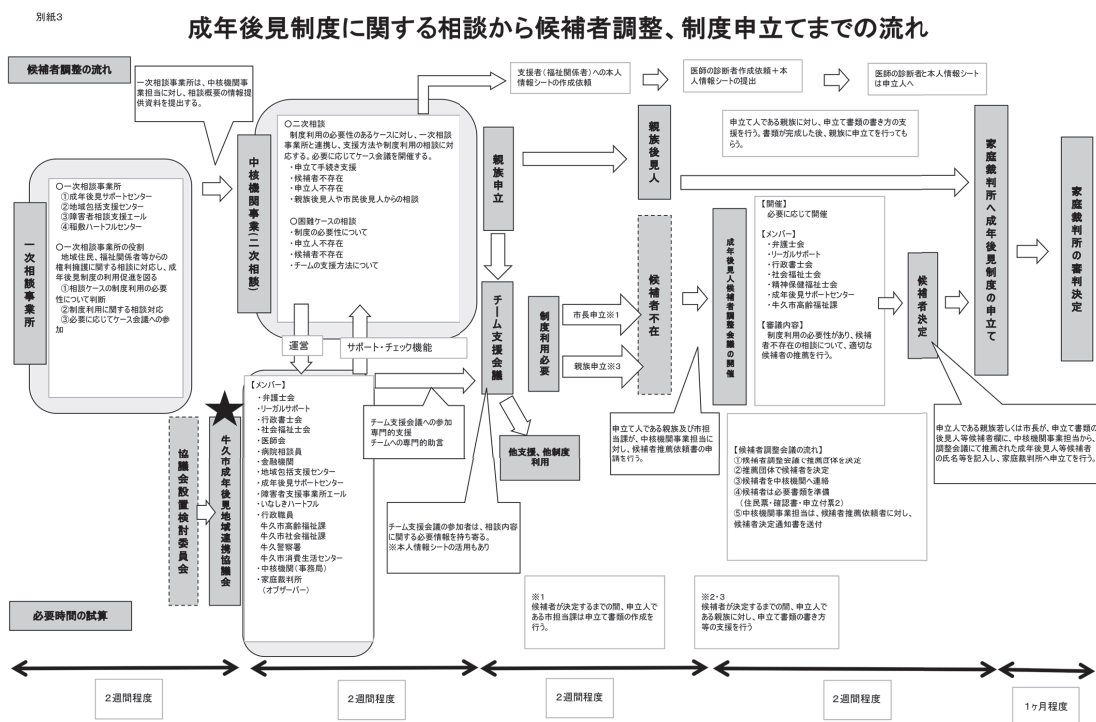 別紙3
成年後見制度に関する相談から候補者調整、制度申立てまでの流れ
候補者調整の流れ
一次相談事業所は、中核機関事
業担当に対し、相談概要の情報提
供資料を提出する。
一次相談事業所
○一次相談事業所
①成年後見サポートセンター
②地域包括支援センター
③障害者相談支援エール
④稲敷ハートフルセンター
○一次相談事業所の役割
地域住民、福祉関係者等からの
権利擁護に関する相談に対応し、成
年後見制度の利用促進を図る
①相談ケースの制度利用の必要
性について判断
②制度利用に関する相談対応
③必要に応じてケース会議への参
加
中核機関事業(二次相談)
○二次相談
制度利用の必要性のあるケースに対し、一次相談
事業所と連携し、支援方法や制度利用の相談に対
応する。必要に応じてケース会議を開催する。
・申立て手続き支援
・候補者不存在
・申立人不存在
・親族後見人や市民後見人からの相談
○困難ケースの相談
・制度の必要性について
・申立人不存在
・候補者不存在
・チームの支援方法について
運営
サポート・チェック機能
協議会設置検討委員会
牛久市成年後見地域連携協議会
【メンバー】
・弁護士会
・リーガルサポート
・行政書士会
・社会福祉士会
・医師会
・病院相談員
・金融機関
・地域包括支援センター
・成年後見サポートセンター
・障害者支援事業所エール
・いなしきハートフル
・行政職員
牛久市高齢福祉課
牛久市社会福祉課
牛久警察署
牛久市消費生活センター
・中核機関(事務局)
・家庭裁判所
(オブザーバー)
支援者(福祉関係者)への本人
情報シートの作成依頼
医師の診断者作成依頼+本
人情報シートの提出
医師の診断者と本人情報シート
は申立人へ
親族申立
親族後見人
申立て人である親族に対し、申立て書類の書き方の支
援を行う。書類が完成した後、親族に申立てを行っても
らう。
チーム支援会議
チーム支援会議への参加
専門的支援
チームへの専門的助言
チーム支援会議の参加者は、相談内容
に関する必要情報を持ち寄る。
※本人情報シートの活用もあり
制度利用必要
他支援、他制度
利用
市長申立※1
親族申立※3
候補者不在
申立て人である親族及び市担
当課が、中核機関事業担当に
対し、候補者推薦依頼書の申
請を行う。
成年後見人候補者調整会議の開催
【開催】
必要に応じて開催
【メンバー】
・弁護士会
・リーガルサポート
・行政書士会
・社会福祉士会
・精神保健福祉士会
・成年後見サポートセンター
・牛久市高齢福祉課
【審議内容】
制度利用の必要性があり、候補
者不存在の相談について、適切な
候補者の推薦を行う。
【候補者調整会議の流れ】
①候補者調整会議で推薦団体を決定
②推薦団体で候補者を決定
③候補者を中核機関へ連絡
④候補者は必要書類を準備
(住民票・確認書・申立付票2)
⑤中核機関事業担当は、候補者推薦依頼者に対し、
候補者決定通知書を送付
候補者決定
申立て人である親族若しくは市長が、申立て書類の
後見人等候補者欄に、中核機関事業担当から、
調整会議にて推薦された成年後見人等候補者
の氏名等を記入し、家庭裁判所へ申立てを行う。
家庭裁判所へ成年後見制度の申立て
家庭裁判所の審判決定
※1
候補者が決定するまでの間、申立人で
ある市担当課は申立て書類の作成を
行う。
※2・3
候補者が決定するまでの間、申立人で
ある親族に対し、申立て書類の書き方
等の支援を行う
必要時間の試算
2週間程度
2週間程度
2週間程度
2週間程度
1ヶ月程度